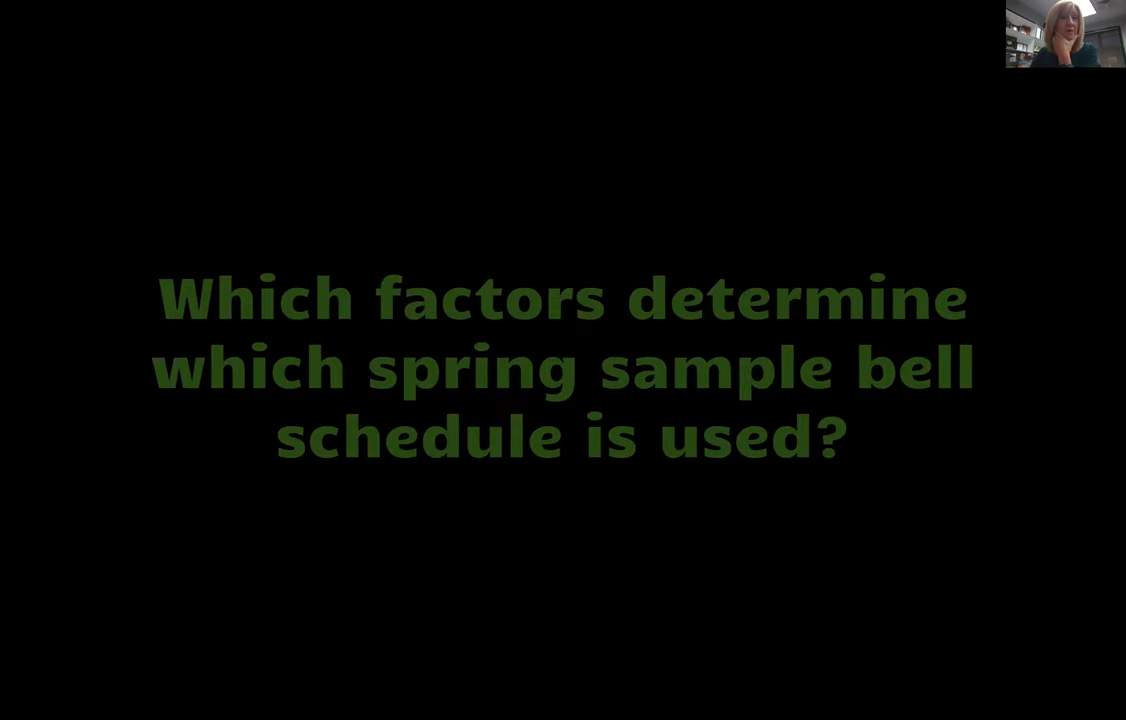 Which factors determine
which spring sample bell
schedule is used?